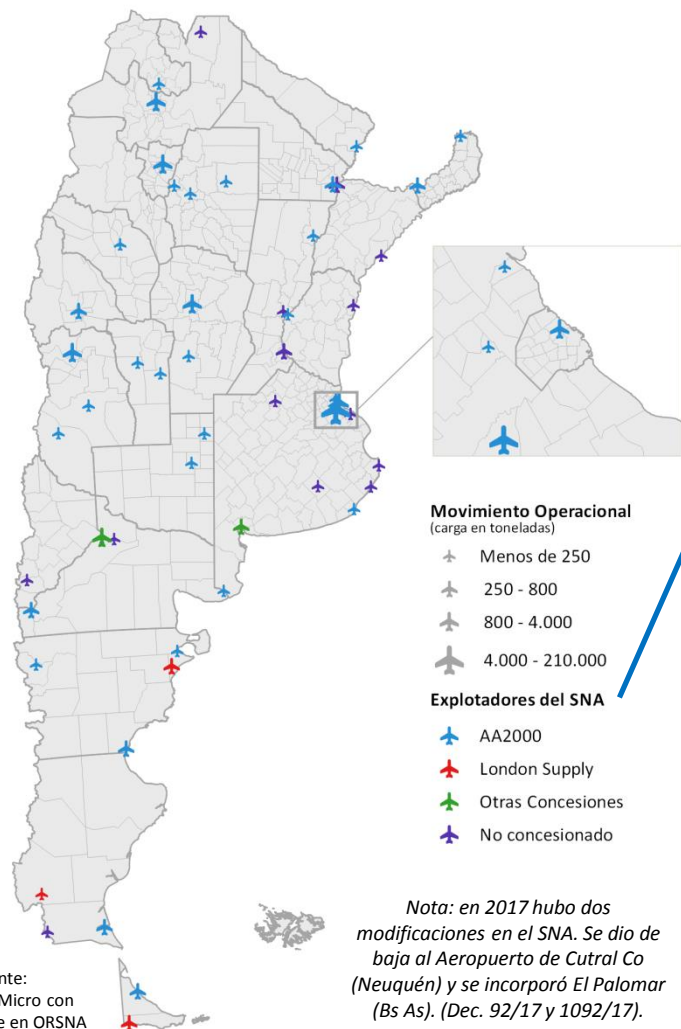 Movimiento Operacional
(carga en toneladas)
Menos de 250
250 - 800
800 - 4.000
4.000 - 210.000
Explotadores del SNA
AA2000
London Supply
Otras Concesiones
No concesionado
Nota: en 2017 hubo dos
modificaciones en el SNA. Se dio de
baja al Aeropuerto de Cutral Co
(Neuquén) y se incorporó El Palomar
(Bs As). (Dec. 92/17 y 1092/17).
nte:
Micro con
e en ORSNA